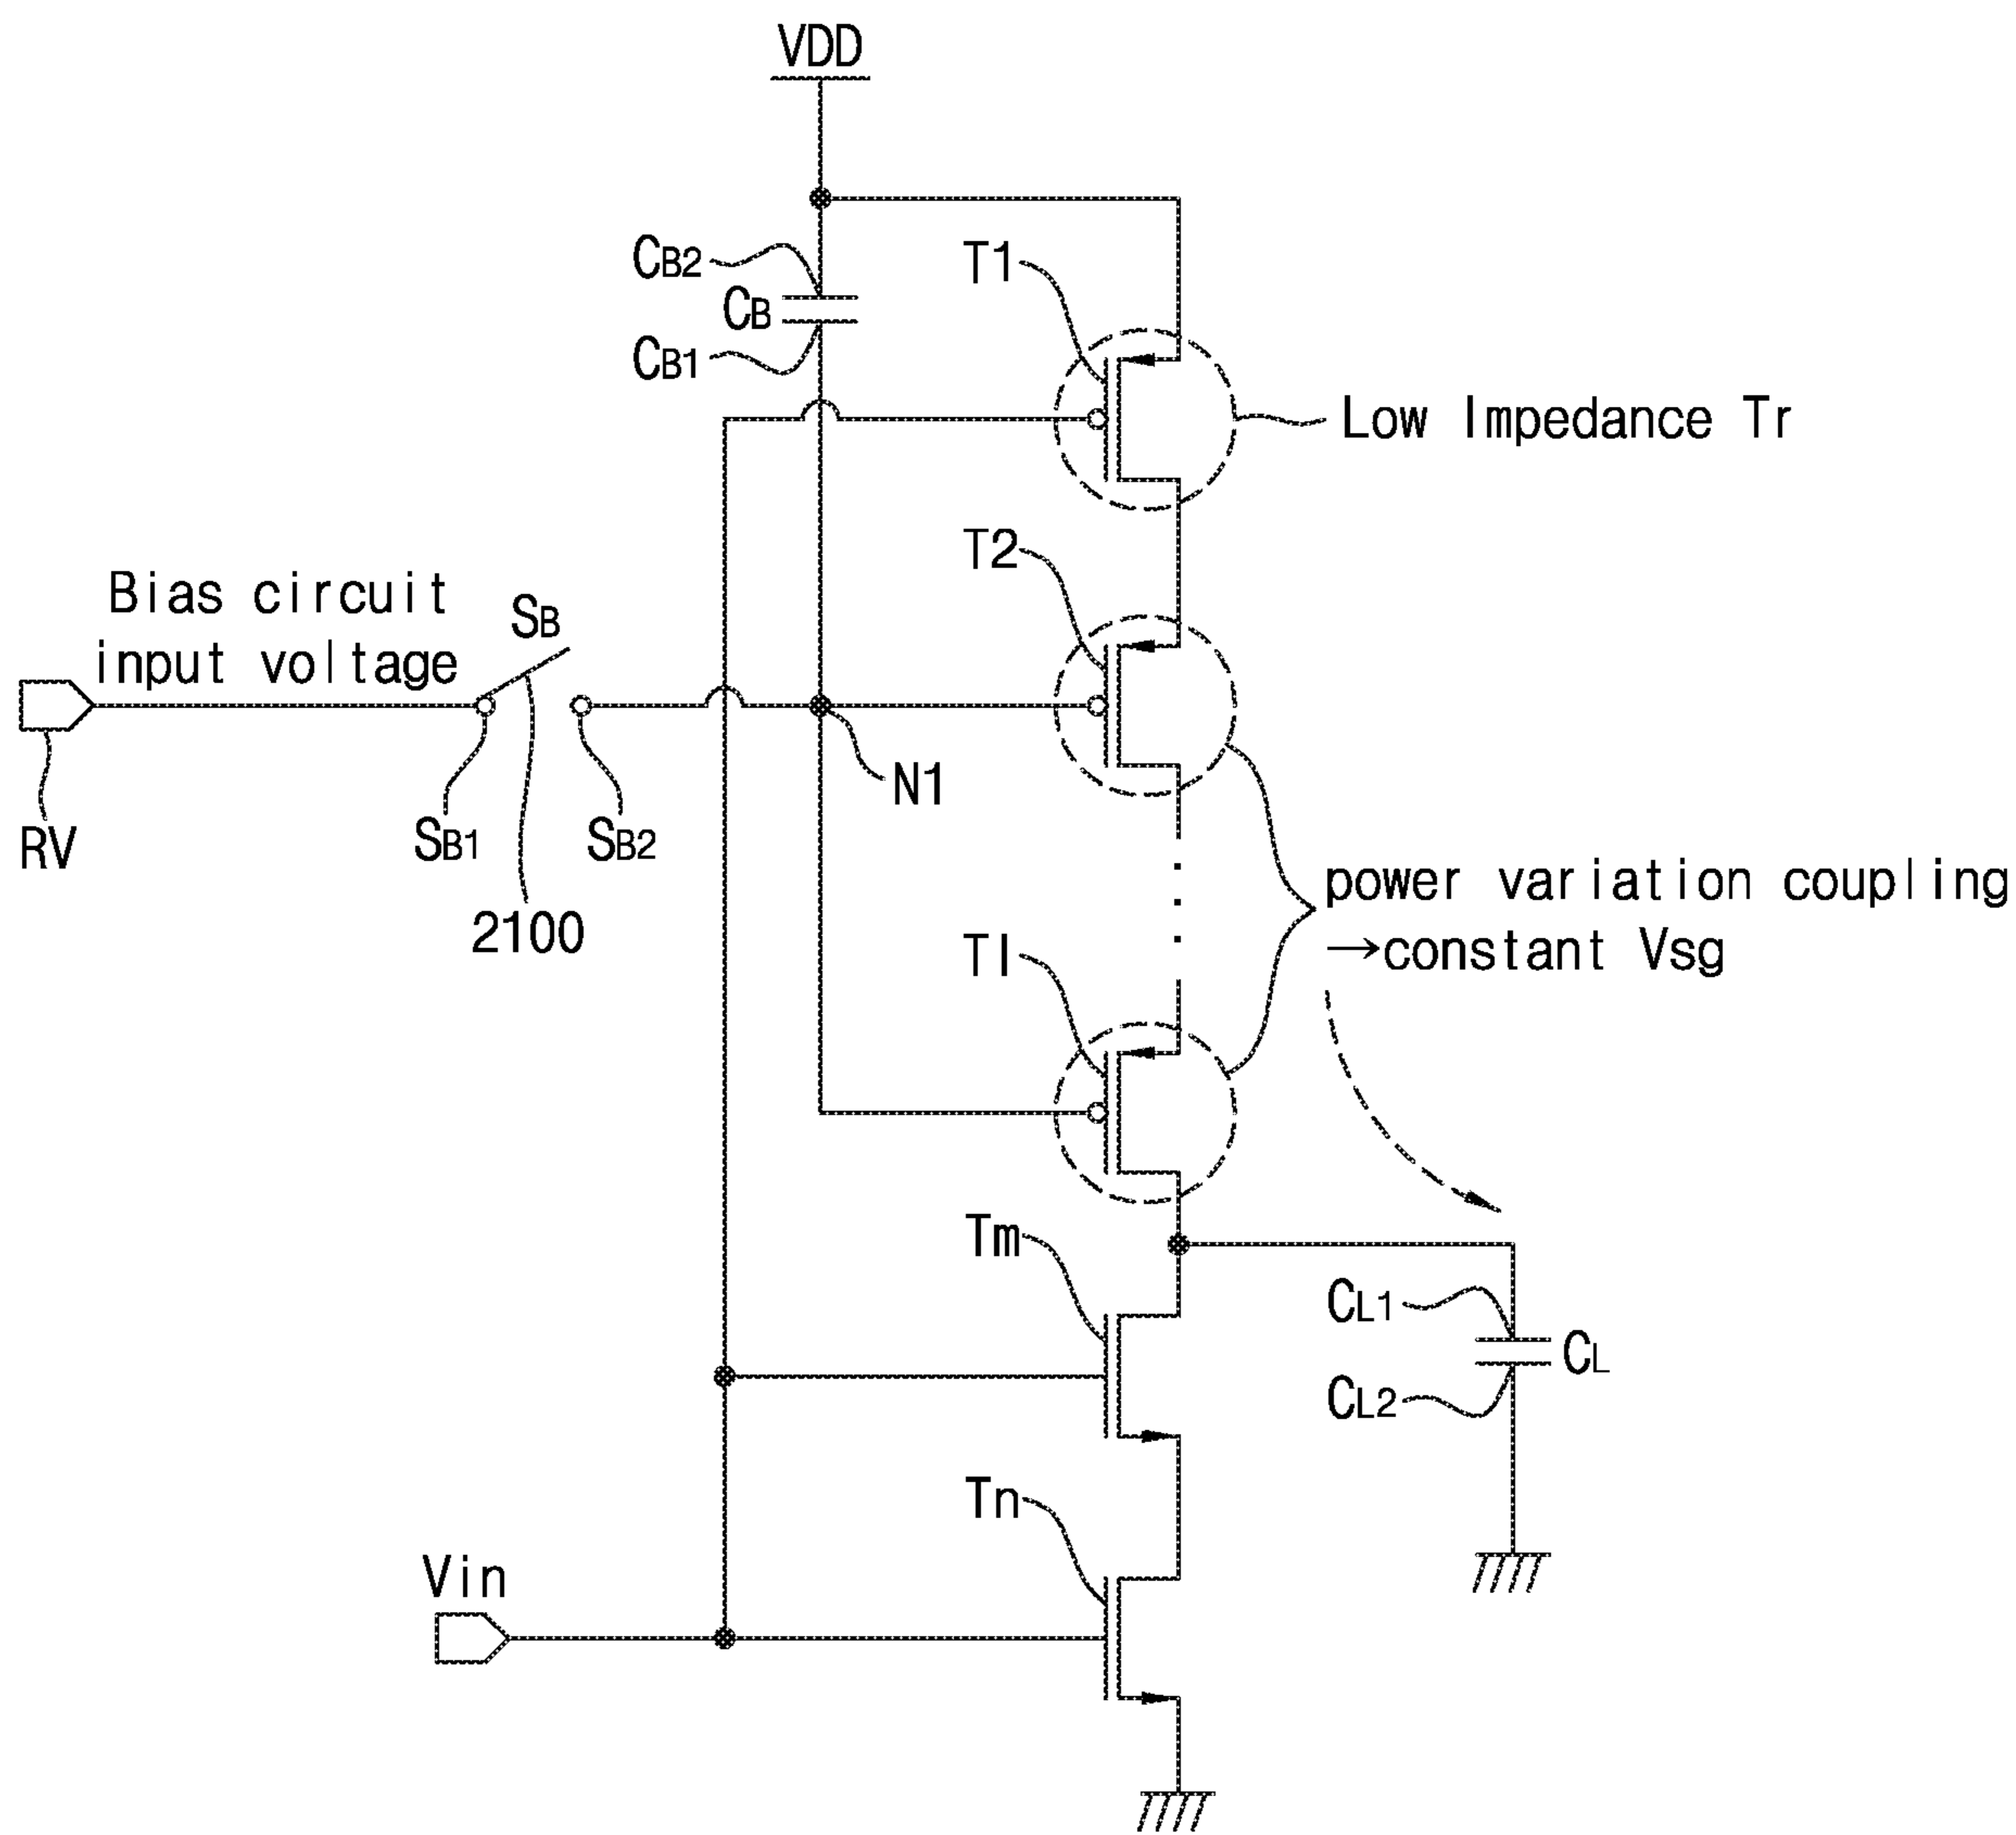 VDD
CB2
CB
CB1
T1
Low Impedance Tr
T2
Bias circuit
input voltage
SB
RV
SB1
SB2
2100
N1
power variation coupling
→constant Vsg
Tl
Tm
CL1
CL
CL2
Tn
Vin